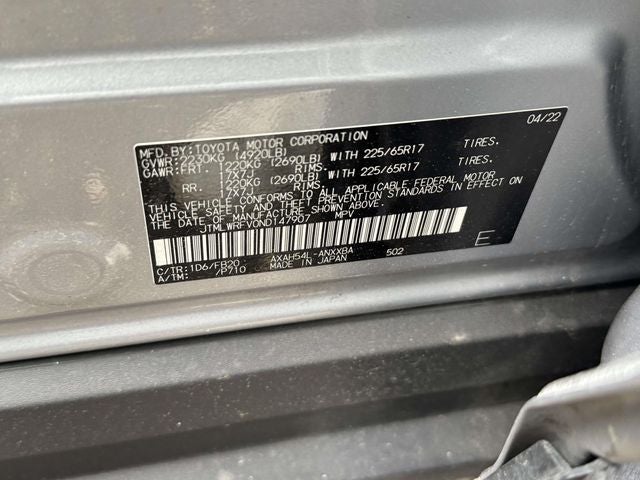 MFD.BY:TOYOTA MOTOR CORPORATION 04/22
GVWR:2230KG (4920LB)
GAWR:FRT. 1220KG (2690LB) WITH 225/65R17 TIRES.
17X7J RIMS.
RR. 1220KG (2690LB) WITH 225/65R17 TIRES.
17X7J RIMS.
THIS VEHICLE CONFORMS TO ALL APPLICABLE FEDERAL MOTOR
VEHICLE SAFETY AND THEFT PREVENTION STANDARDS IN EFFECT ON
THE DATE OF MANUFACTURE SHOWN ABOVE.
JTMLWRFV0ND147907 MPV
E
C/TR:1D6/FB20 AXAH54L-ANXXBA 502
A/TM: /P710 MADE IN JAPAN